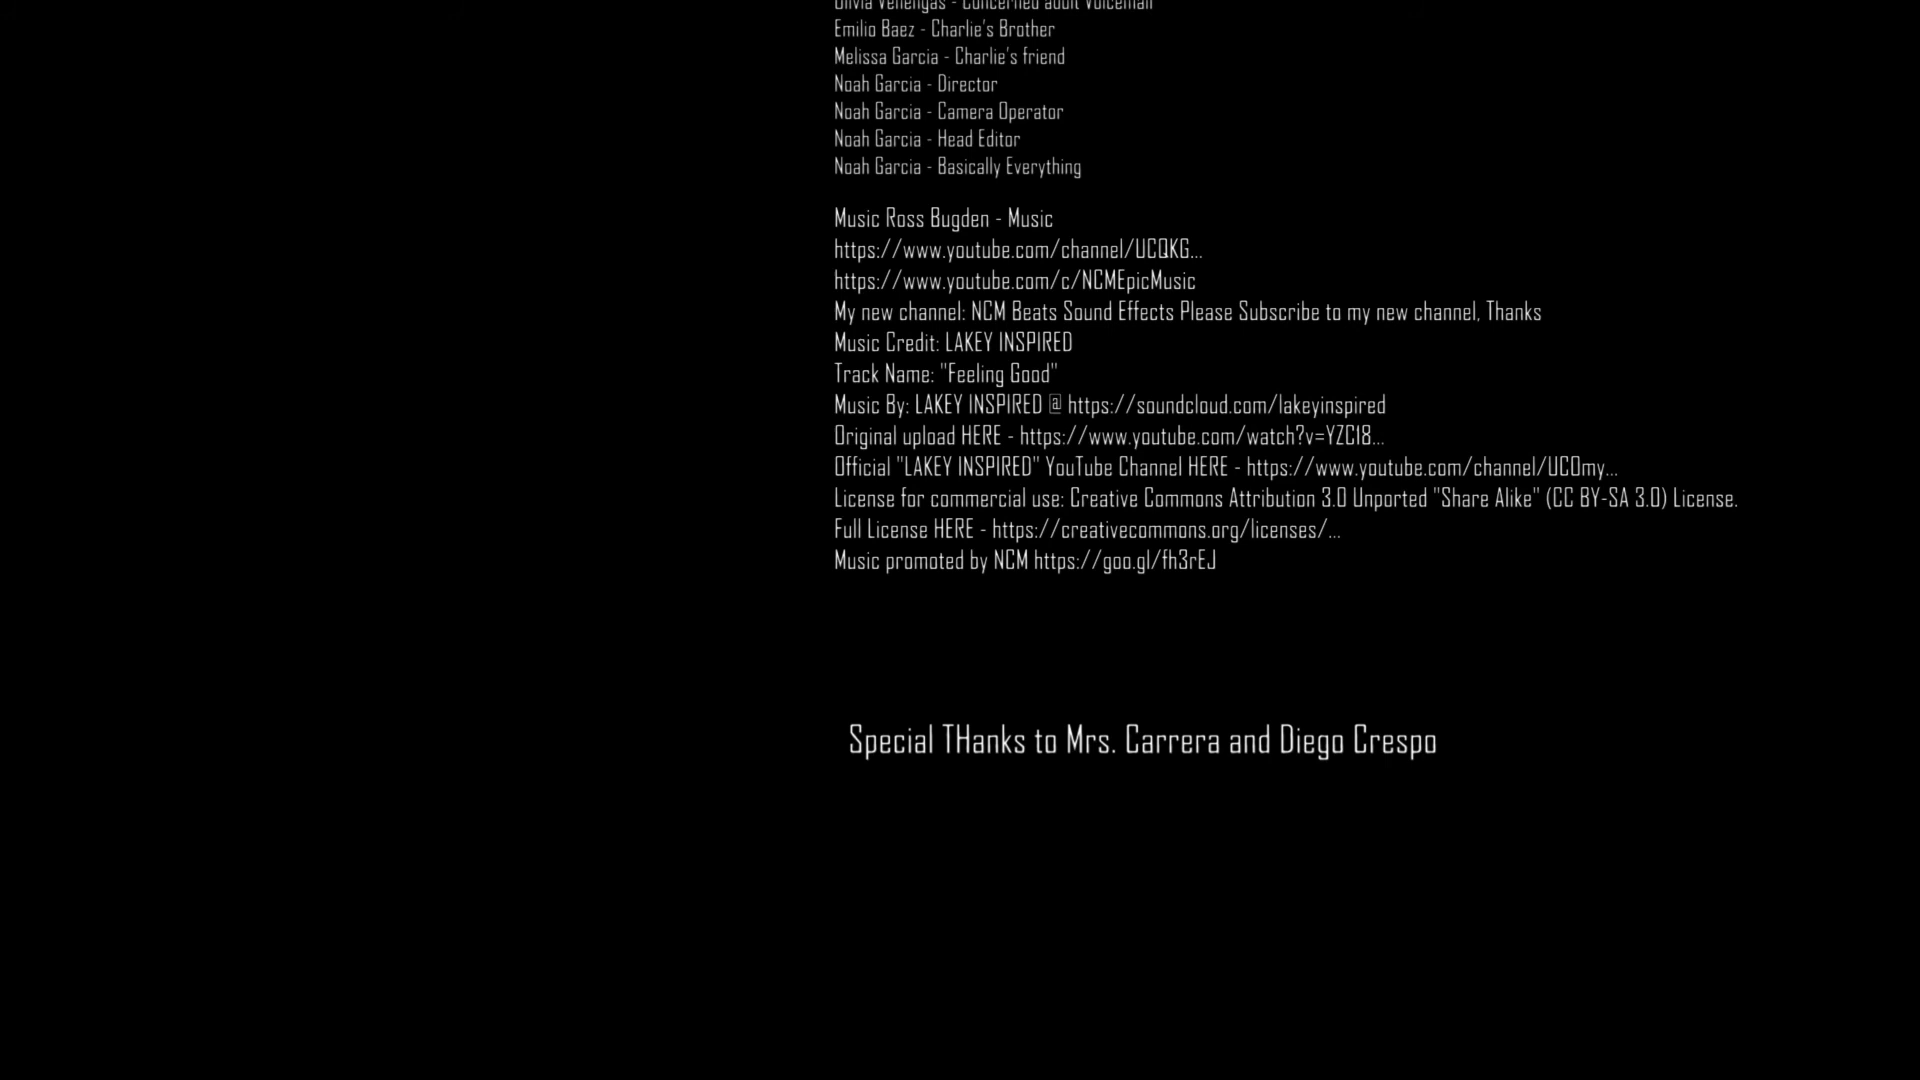 Olivia Venengas - Concerned adult Voicemail
Emilio Baez - Charlie's Brother
Melissa Garcia - Charlie's friend
Noah Garcia - Director
Noah Garcia - Camera Operator
Noah Garcia - Head Editor
Noah Garcia - Basically Everything
Music Ross Bugden - Music
https://www.youtube.com/channel/UCQKG...
https://www.youtube.com/c/NCMEpicMusic
My new channel: NCM Beats Sound Effects Please Subscribe to my new channel, Thanks
Music Credit: LAKEY INSPIRED
Track Name: "Feeling Good"
Music By: LAKEY INSPIRED @ https://soundcloud.com/lakeyinspired
Original upload HERE - https://www.youtube.com/watch?v=YZCI8...
Official "LAKEY INSPIRED" YouTube Channel HERE - https://www.youtube.com/channel/UCOmy...
License for commercial use: Creative Commons Attribution 3.0 Unported "Share Alike" (CC BY-SA 3.0) License.
Full License HERE - https://creativecommons.org/licenses/...
Music promoted by NCM https://goo.gl/fh3rEJ
Special THanks to Mrs. Carrera and Diego Crespo